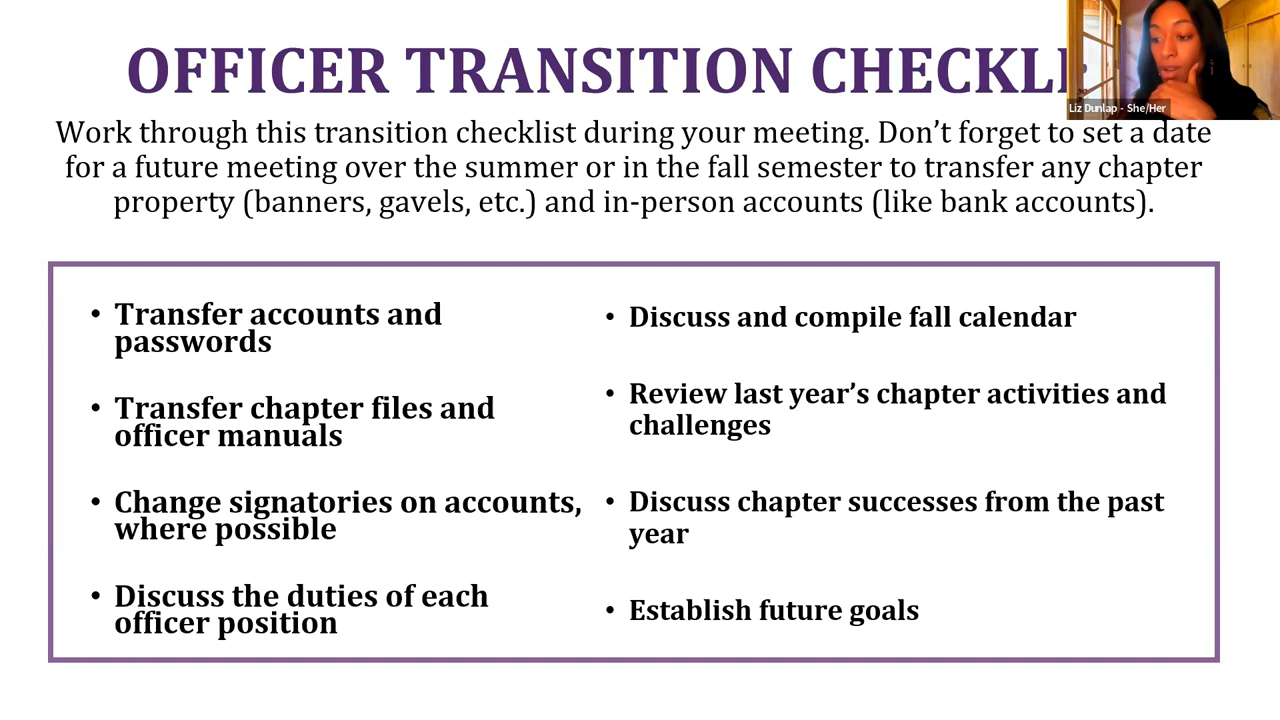 OFFICER TRANSITION CHECKLI
Liz Dunlap - She/Her
Work through this transition checklist during your meeting. Don’t forget to set a date
for a future meeting over the summer or in the fall semester to transfer any chapter
property (banners, gavels, etc.) and in-person accounts (like bank accounts).
• Transfer accounts and
passwords
• Transfer chapter files and
officer manuals
• Change signatories on accounts,
where possible
• Discuss the duties of each
officer position
• Discuss and compile fall calendar
• Review last year’s chapter activities and
challenges
• Discuss chapter successes from the past
year
• Establish future goals